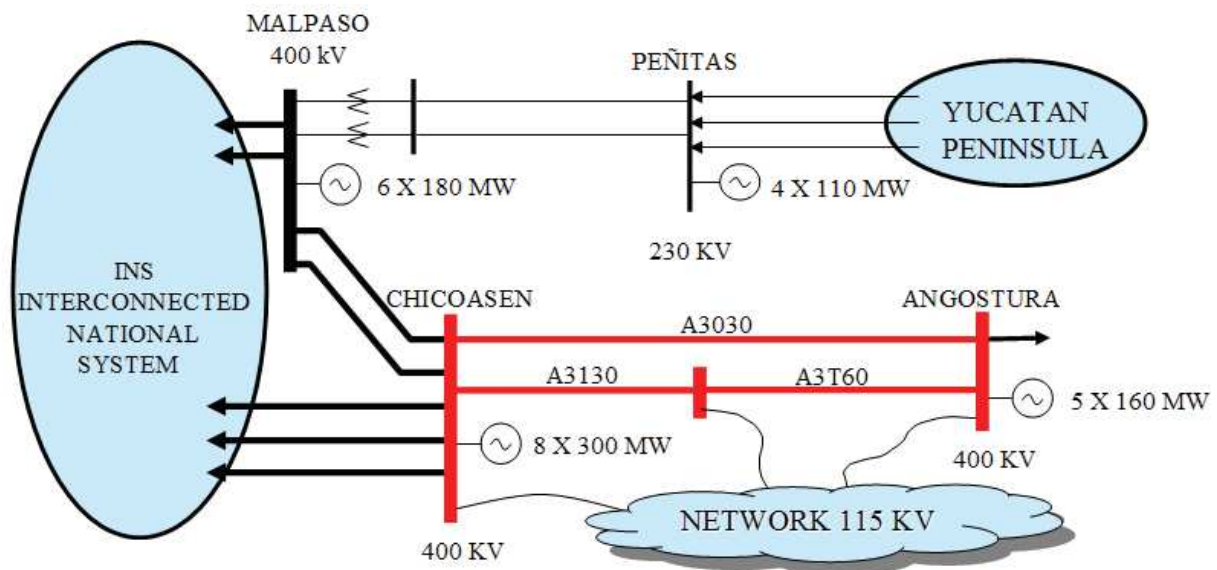 MALPASO
400 kV
PEÑITAS
YUCATAN
PENINSULA
6 X 180 MW
4 X 110 MW
230 KV
INS
INTERCONNECTED
NATIONAL
SYSTEM
CHICOASEN
ANGOSTURA
A3030
A3130
A3T60
5 X 160 MW
8 X 300 MW
400 KV
NETWORK 115 KV
400 KV